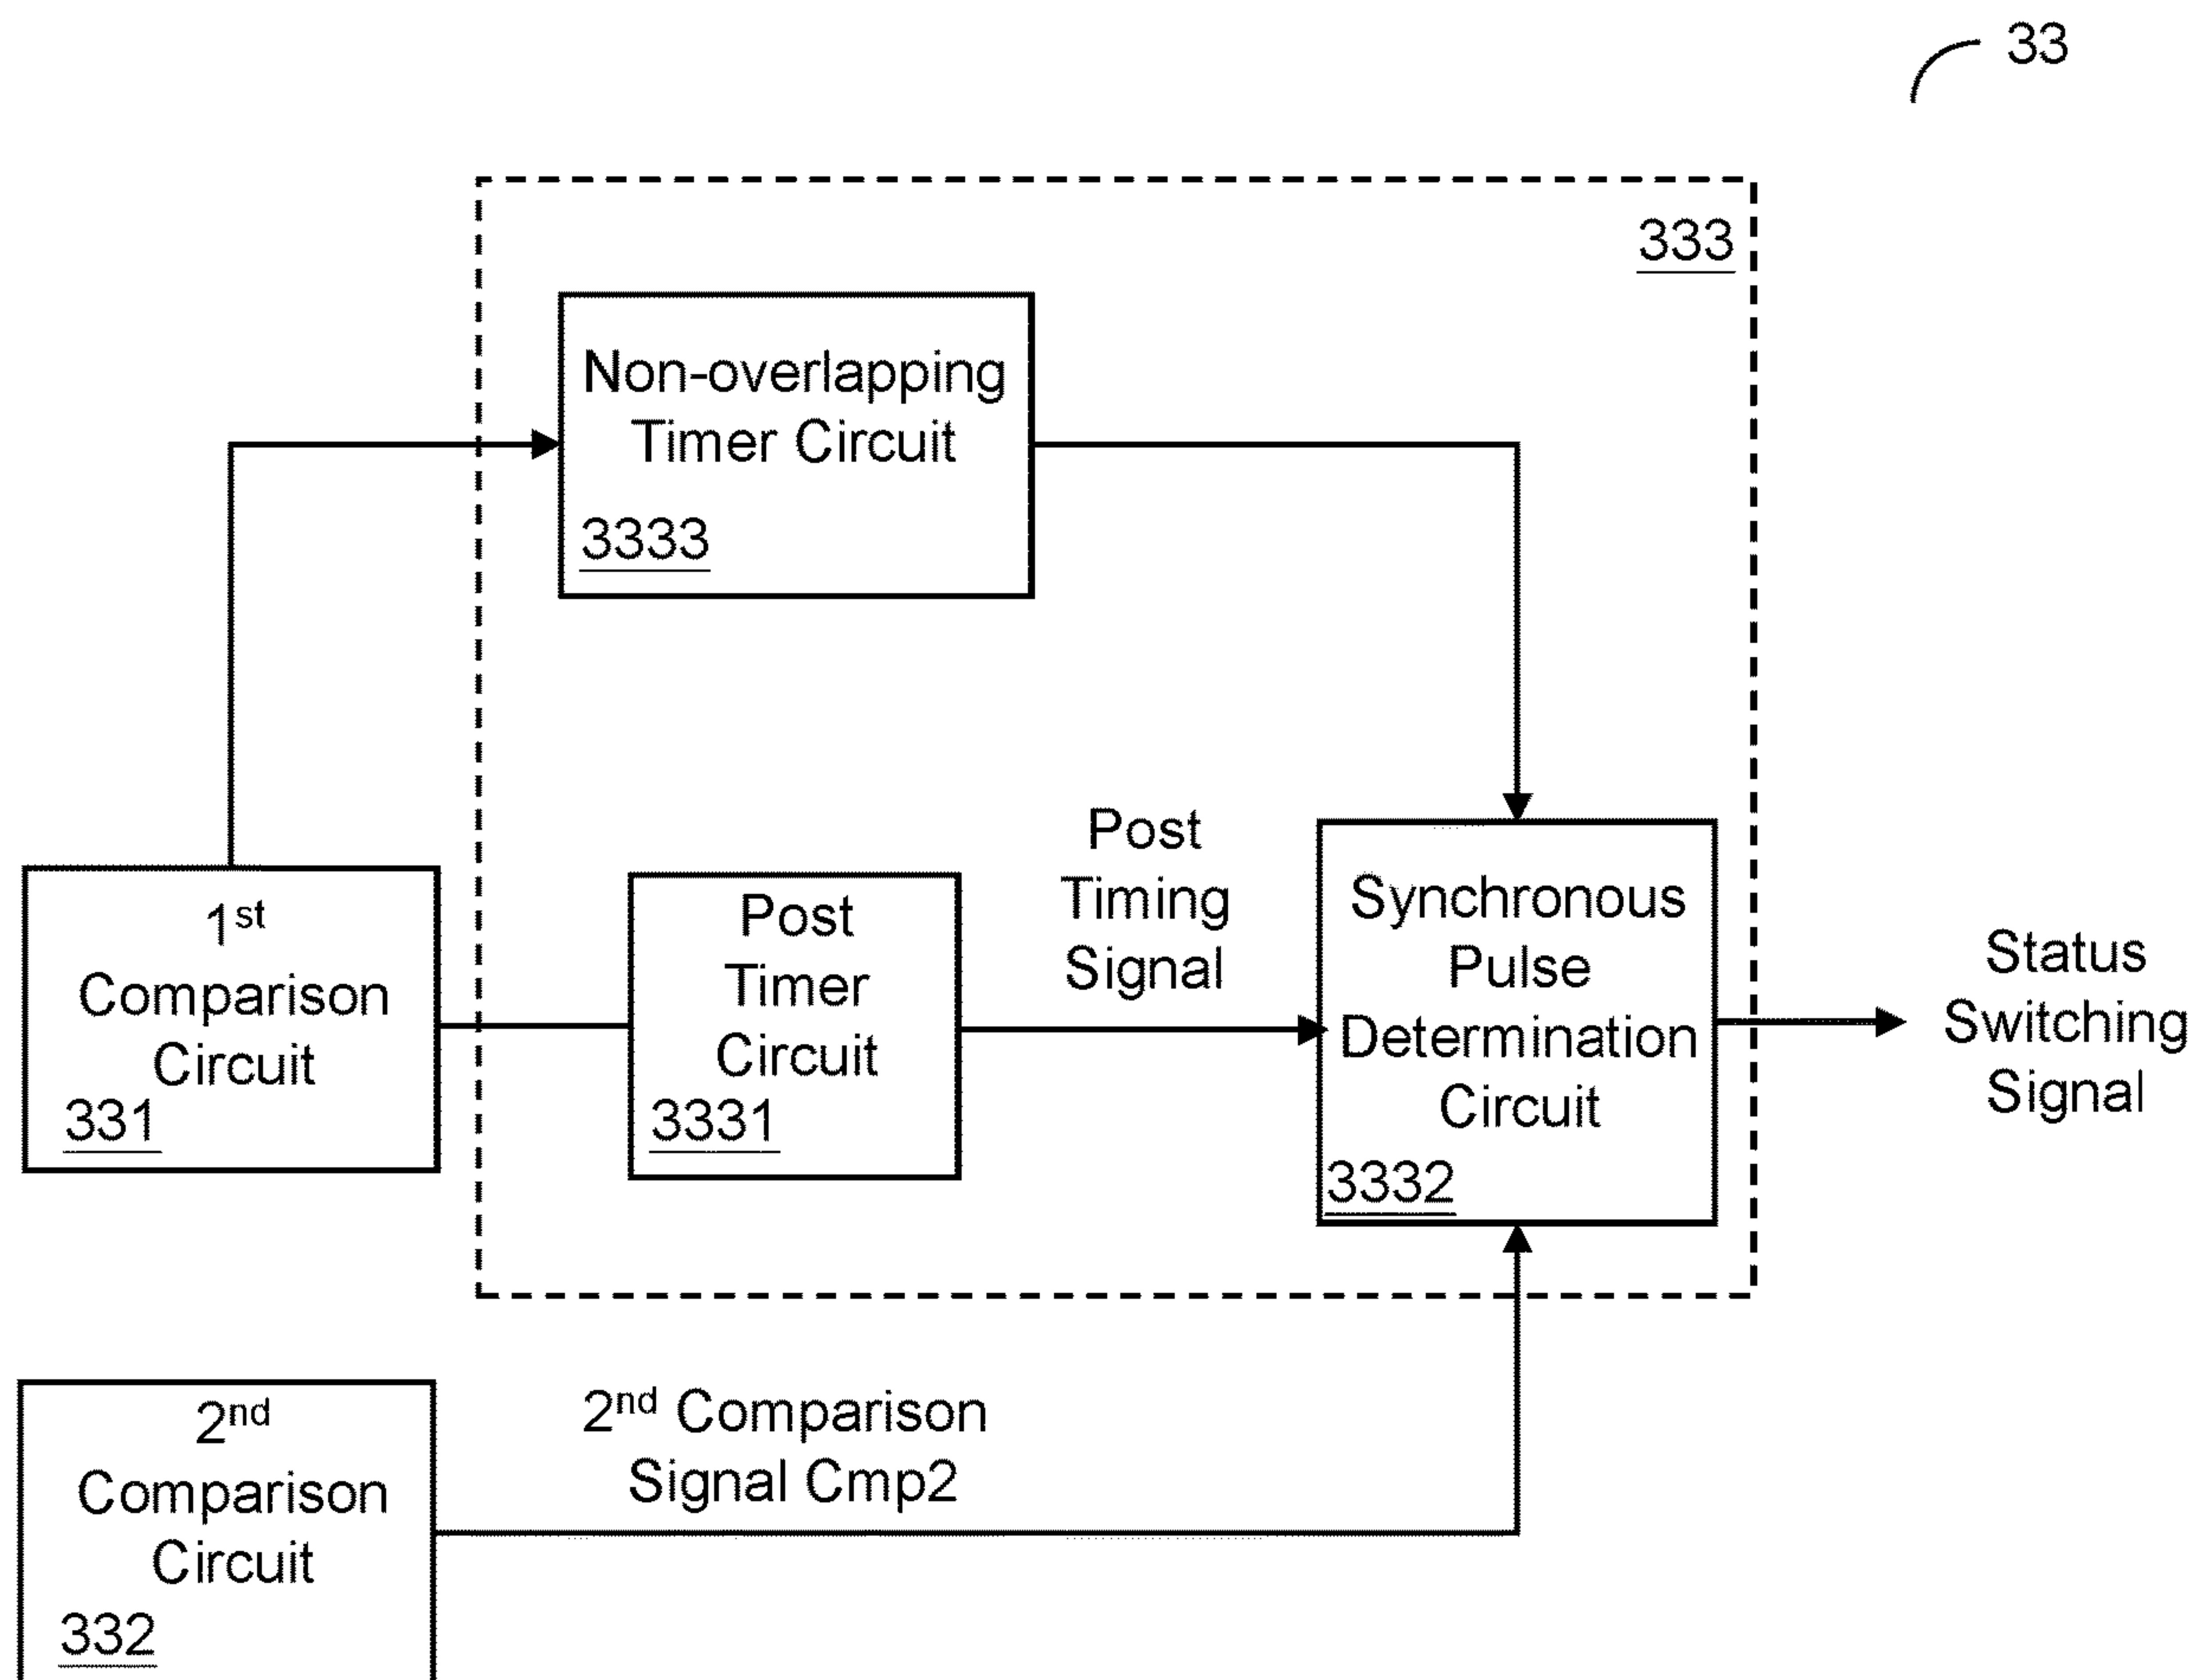 33
333
Non-overlapping
Timer Circuit
3333
1st
Comparison
Circuit
331
Post
Timer
Circuit
3331
Post
Timing
Signal
Synchronous
Pulse
Determination
Circuit
3332
Status
Switching
Signal
2nd
Comparison
Circuit
332
2nd Comparison
Signal Cmp2